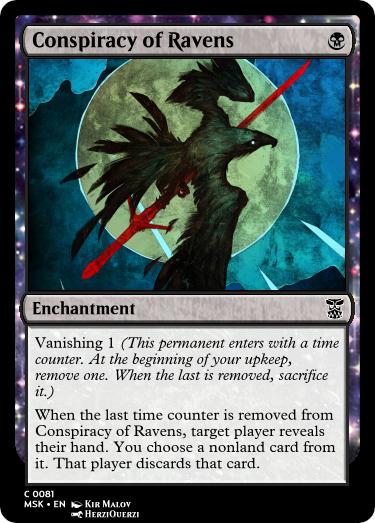 Conspiracy of Ravens
Enchantment
Vanishing 1 (This permanent enters with a time
counter. At the beginning of your upkeep,
remove one. When the last is removed, sacrifice
it.)
When the last time counter is removed from
Conspiracy of Ravens, target player reveals
their hand. You choose a nonland card from
it. That player discards that card.
C 0081
MSK • EN Kir Malov
HerziQuerzi